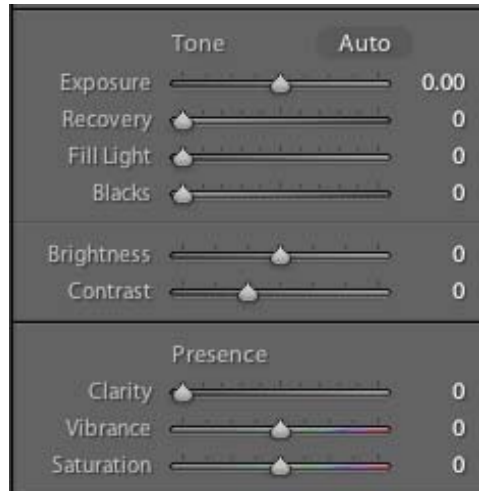 Tone Auto
Exposure 0.00
Recovery 0
Fill Light 0
Blacks 0
Brightness 0
Contrast 0
Presence
Clarity 0
Vibrance 0
Saturation 0